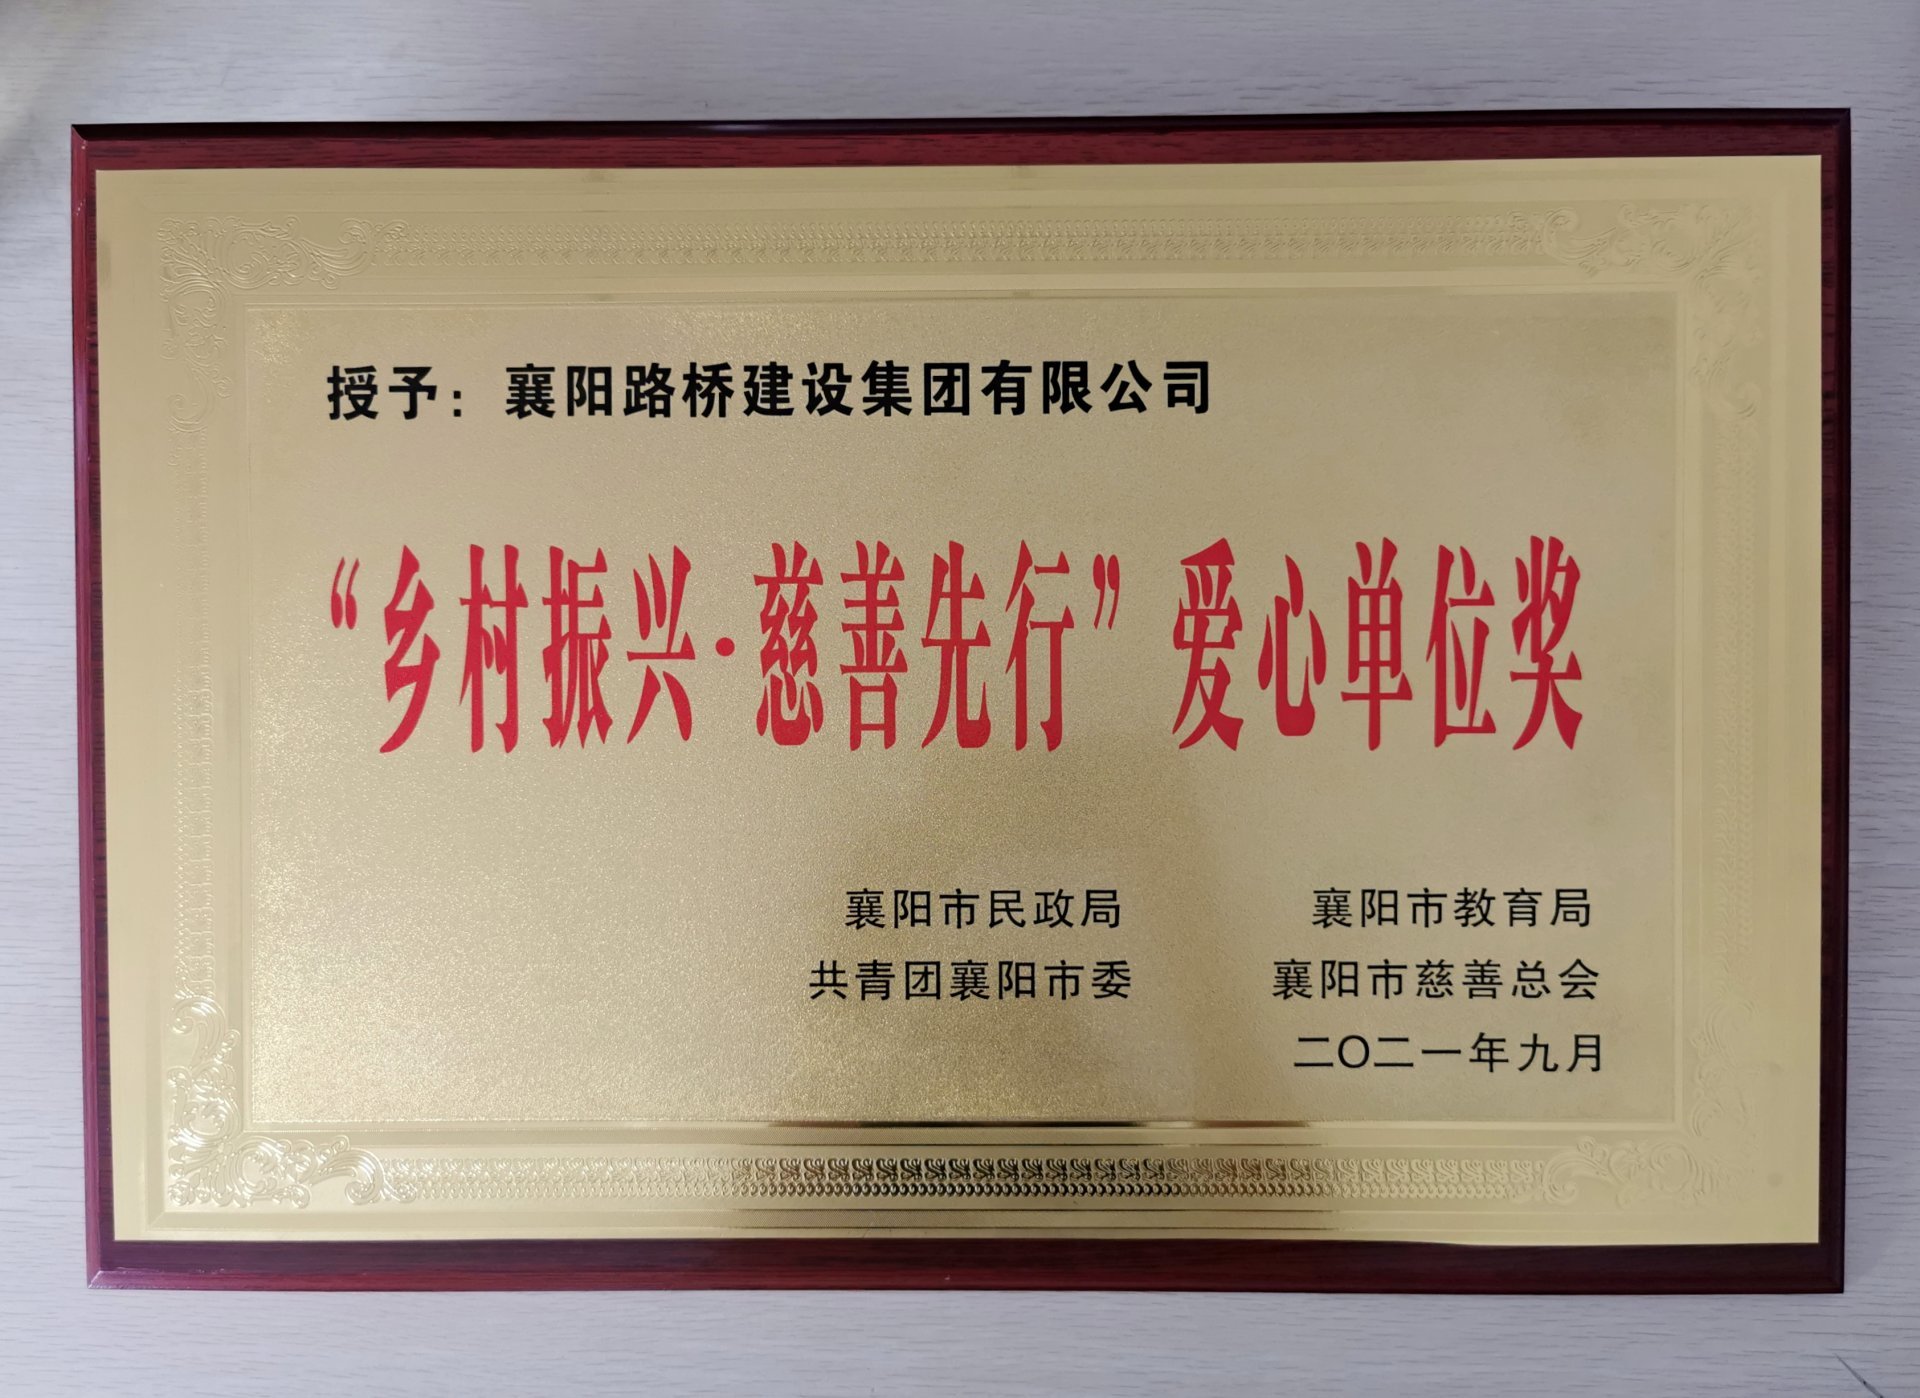 授予：襄阳路桥建设集团有限公司
“乡村振兴·慈善先行”爱心单位奖
襄阳市民政局 襄阳市教育局
共青团襄阳市委 襄阳市慈善总会
二〇二一年九月